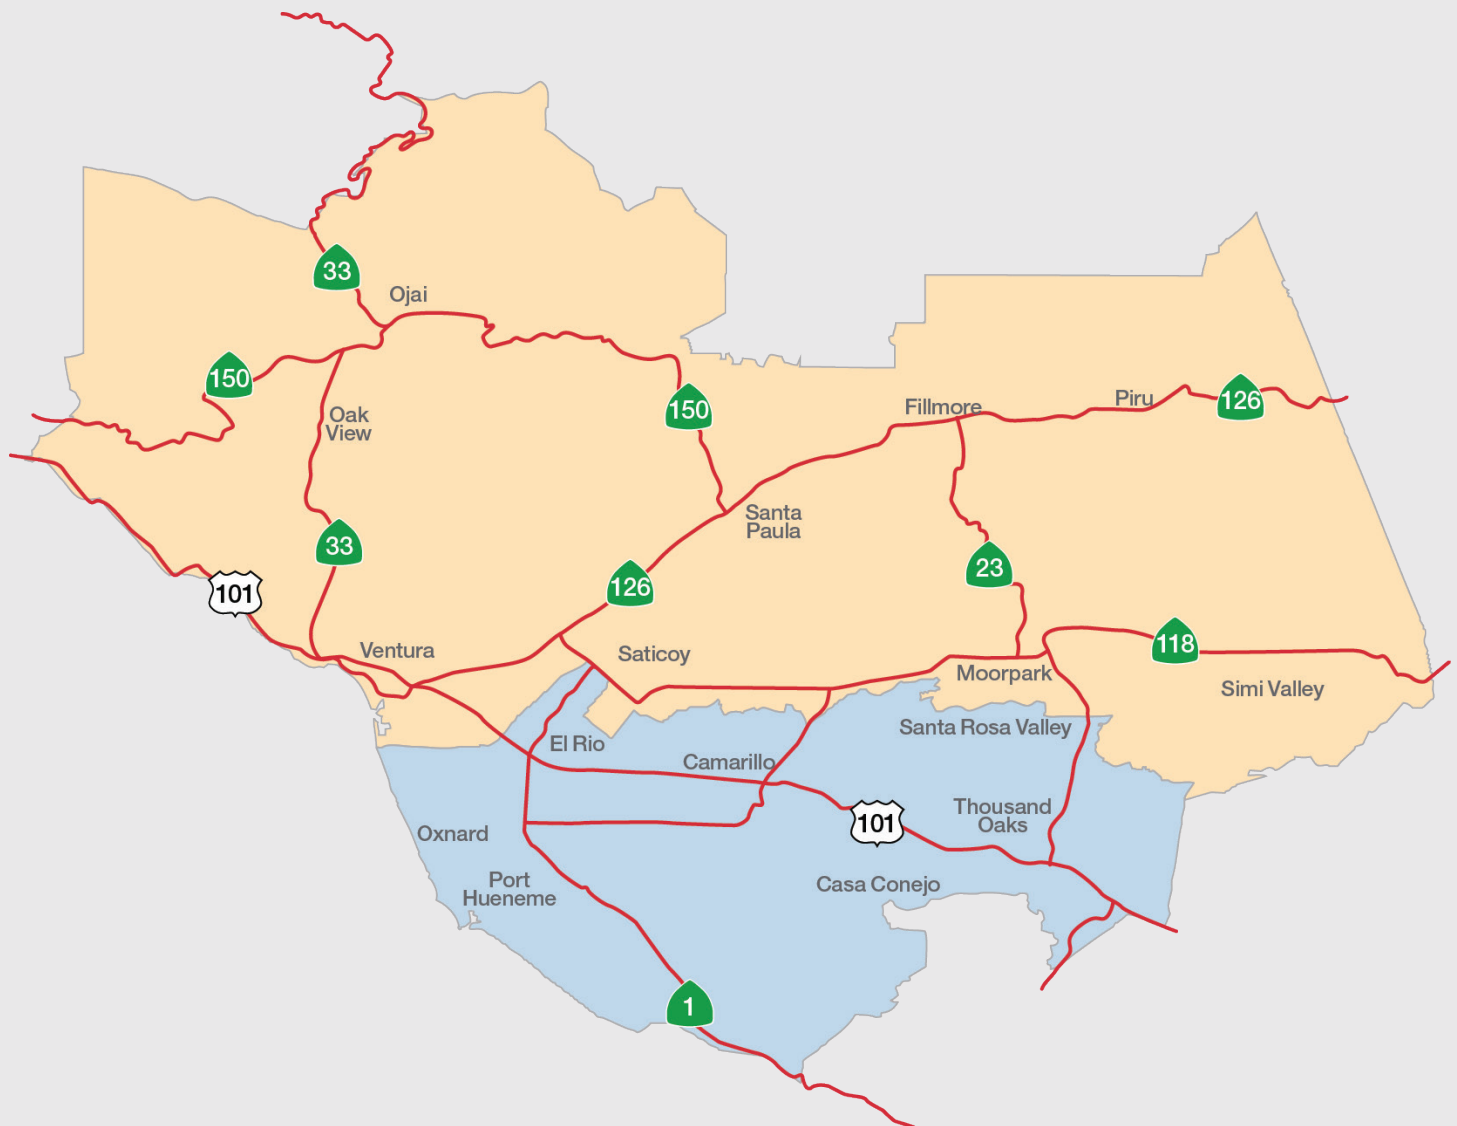 33
Ojai
150
Oak
View
150
Fillmore
Piru
126
Santa
Paula
33
101
126
23
Ventura
Saticoy
118
Moorpark
Simi Valley
El Rio
Santa Rosa Valley
Camarillo
Oxnard
101
Thousand
Oaks
Port
Hueneme
Casa Conejo
1